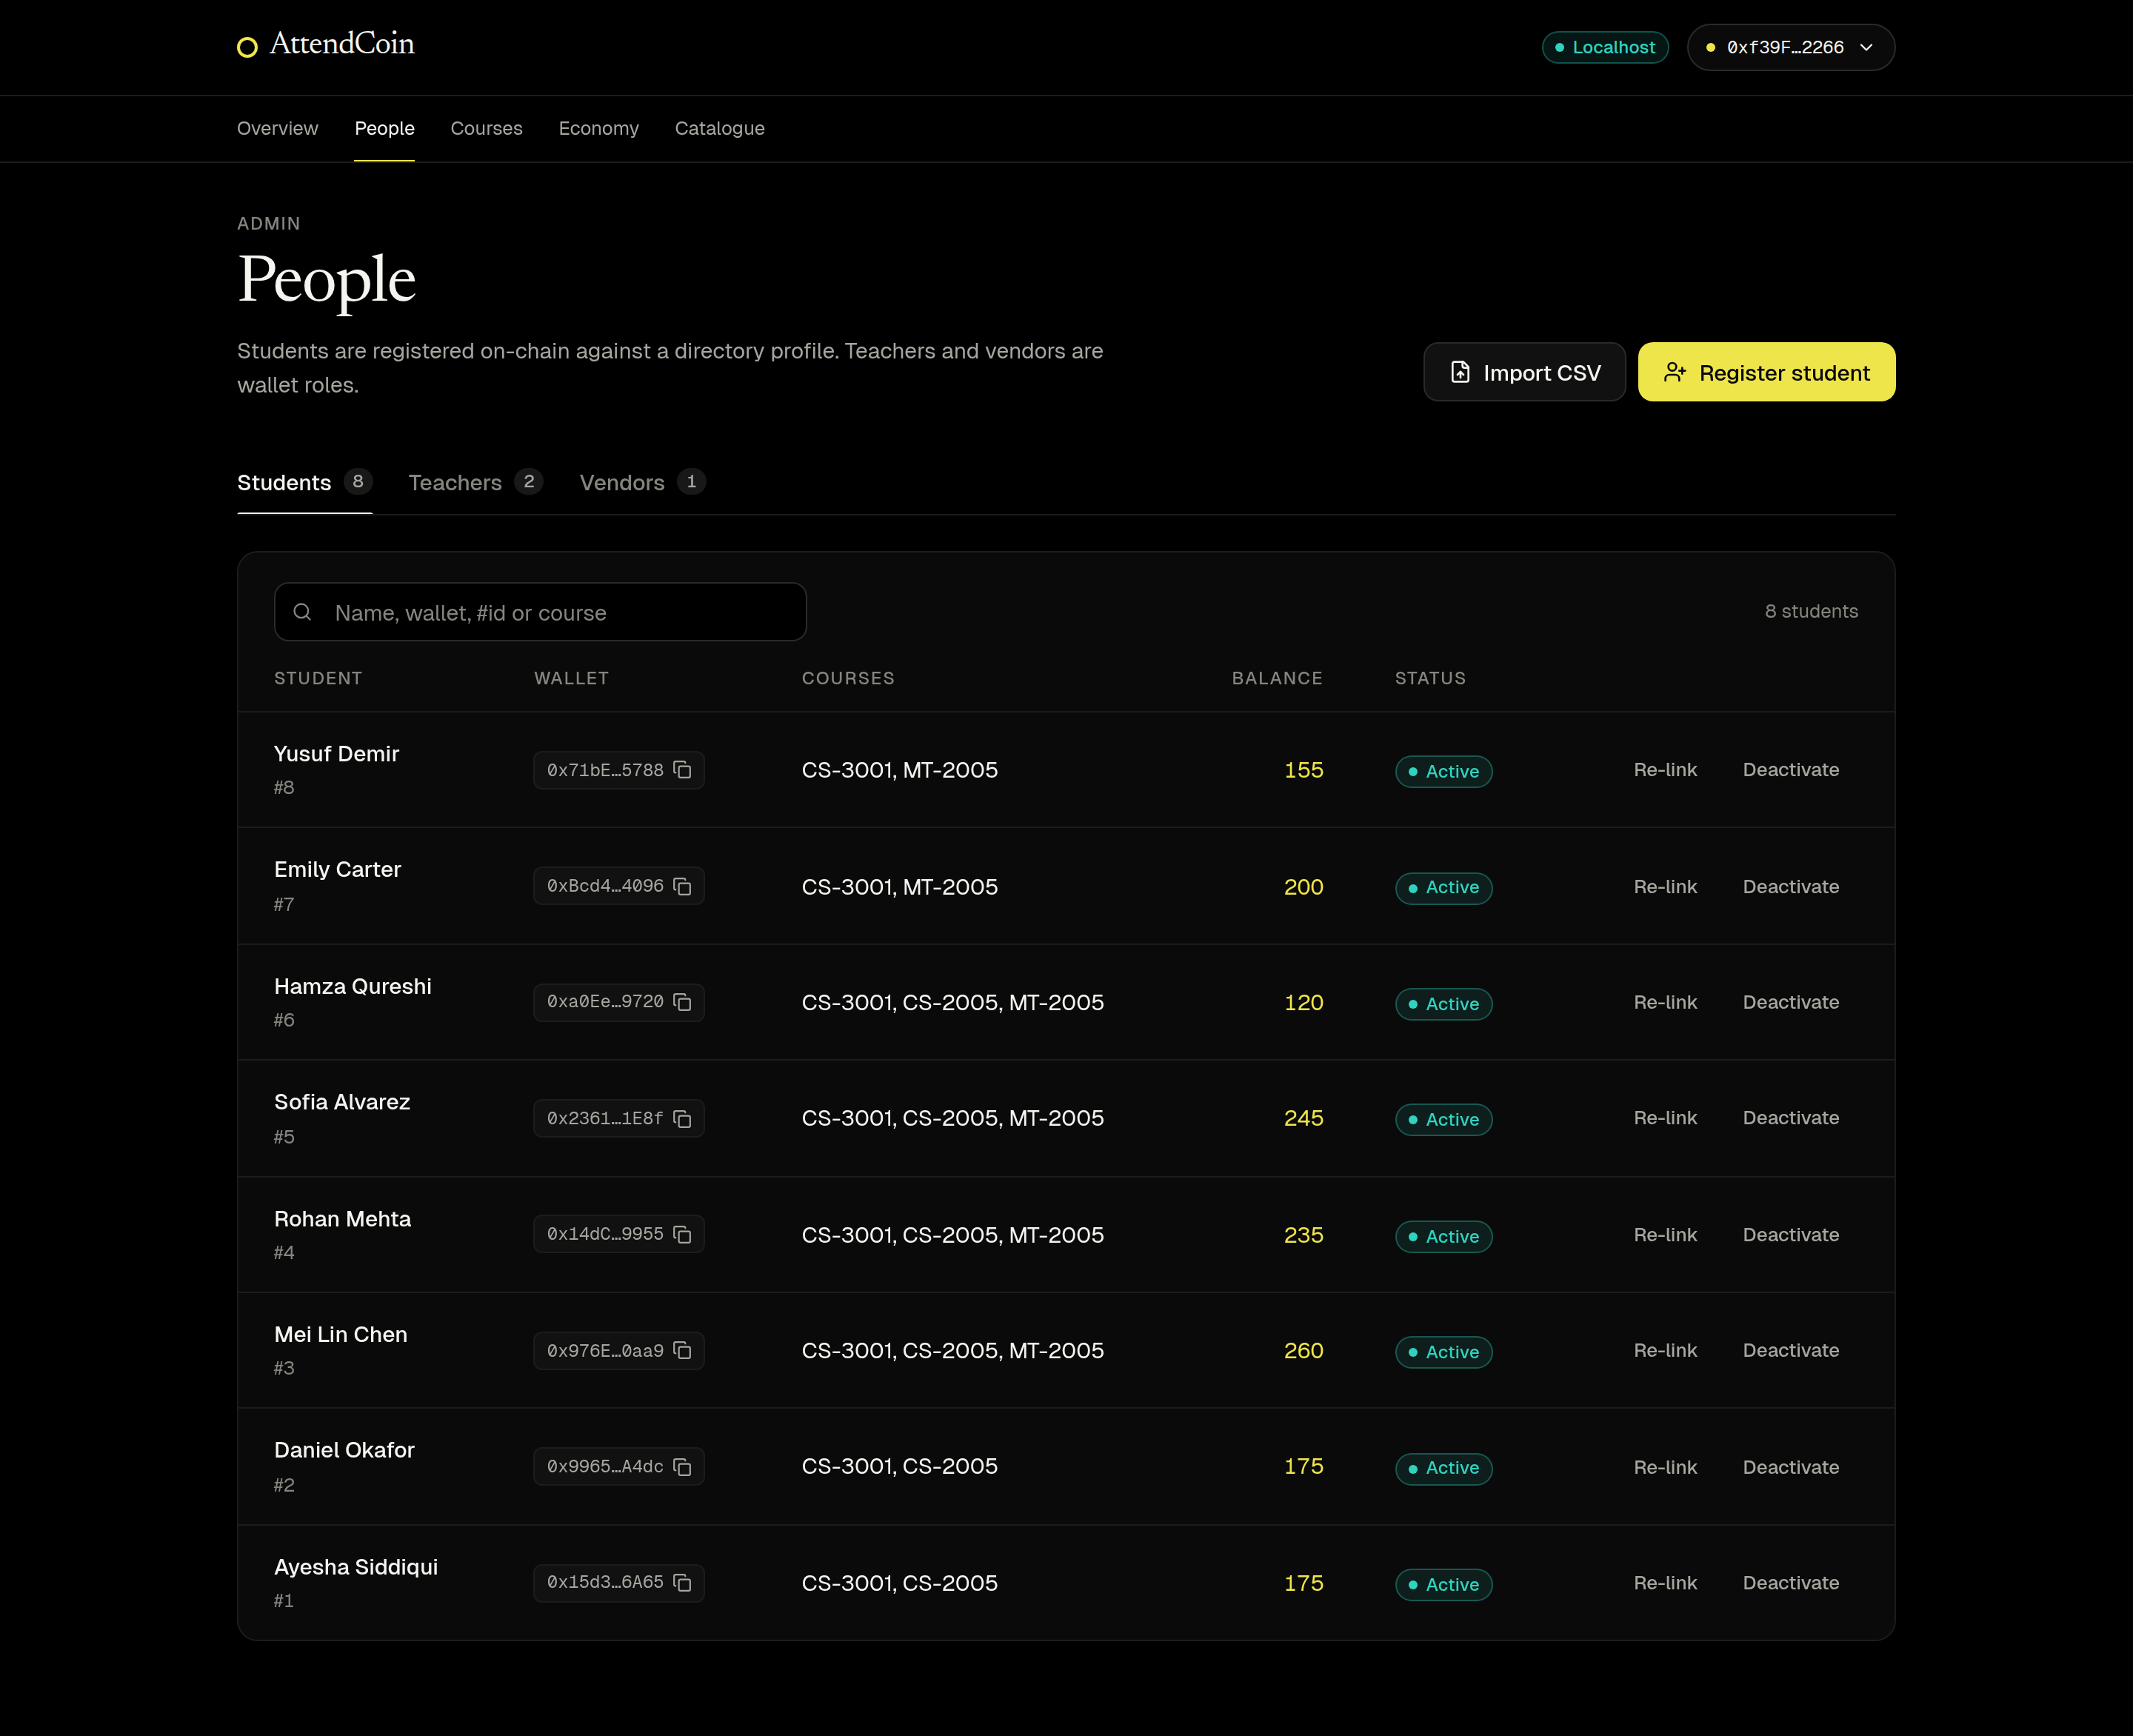 AttendCoin
Localhost
0xf39F…2266
Overview People Courses Economy Catalogue
ADMIN
People
Students are registered on-chain against a directory profile. Teachers and vendors are
wallet roles.
Import CSV
Register student
Students 8 Teachers 2 Vendors 1
Name, wallet, #id or course
8 students
STUDENT WALLET COURSES BALANCE STATUS
Yusuf Demir
#8
0x71bE…5788 CS-3001, MT-2005 155 Active Re-link Deactivate
Emily Carter
#7
0xBcd4…4096 CS-3001, MT-2005 200 Active Re-link Deactivate
Hamza Qureshi
#6
0xa0Ee…9720 CS-3001, CS-2005, MT-2005 120 Active Re-link Deactivate
Sofia Alvarez
#5
0x2361…1E8f CS-3001, CS-2005, MT-2005 245 Active Re-link Deactivate
Rohan Mehta
#4
0x14dC…9955 CS-3001, CS-2005, MT-2005 235 Active Re-link Deactivate
Mei Lin Chen
#3
0x976E…0aa9 CS-3001, CS-2005, MT-2005 260 Active Re-link Deactivate
Daniel Okafor
#2
0x9965…A4dc CS-3001, CS-2005 175 Active Re-link Deactivate
Ayesha Siddiqui
#1
0x15d3…6A65 CS-3001, CS-2005 175 Active Re-link Deactivate